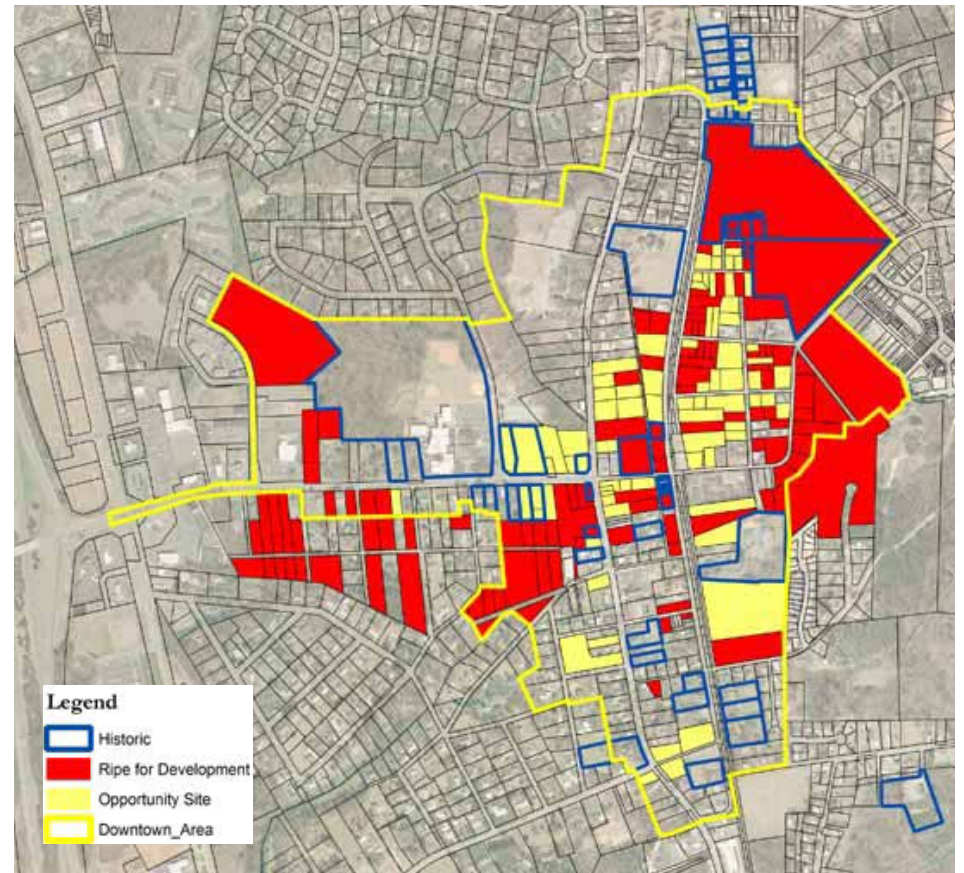 Legend
Historic
Ripe for Development
Opportunity Site
Downtown_Area